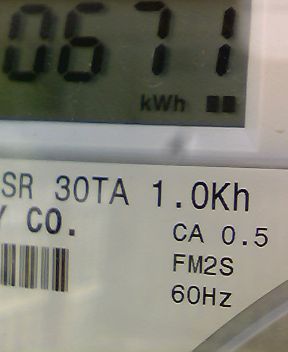 0671
kWh
SR 30TA 1.0Kh
Y CO.
CA 0.5
FM2S
60Hz